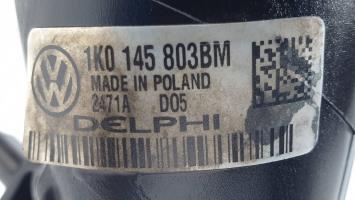 1K0 145 803BM
MADE IN POLAND
2471A D05
DELPHI